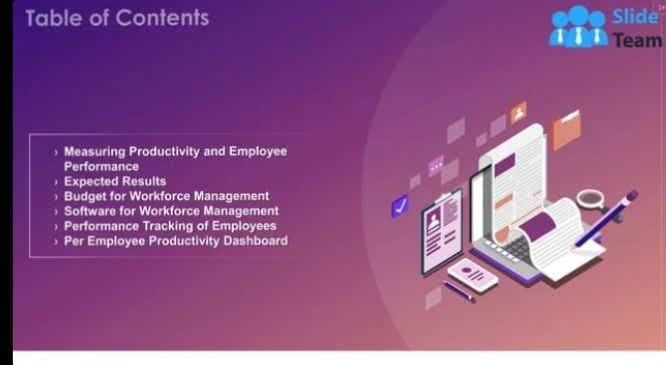 Table of Contents
Slide
Team
› Measuring Productivity and Employee
Performance
› Expected Results
› Budget for Workforce Management
› Software for Workforce Management
› Performance Tracking of Employees
› Per Employee Productivity Dashboard